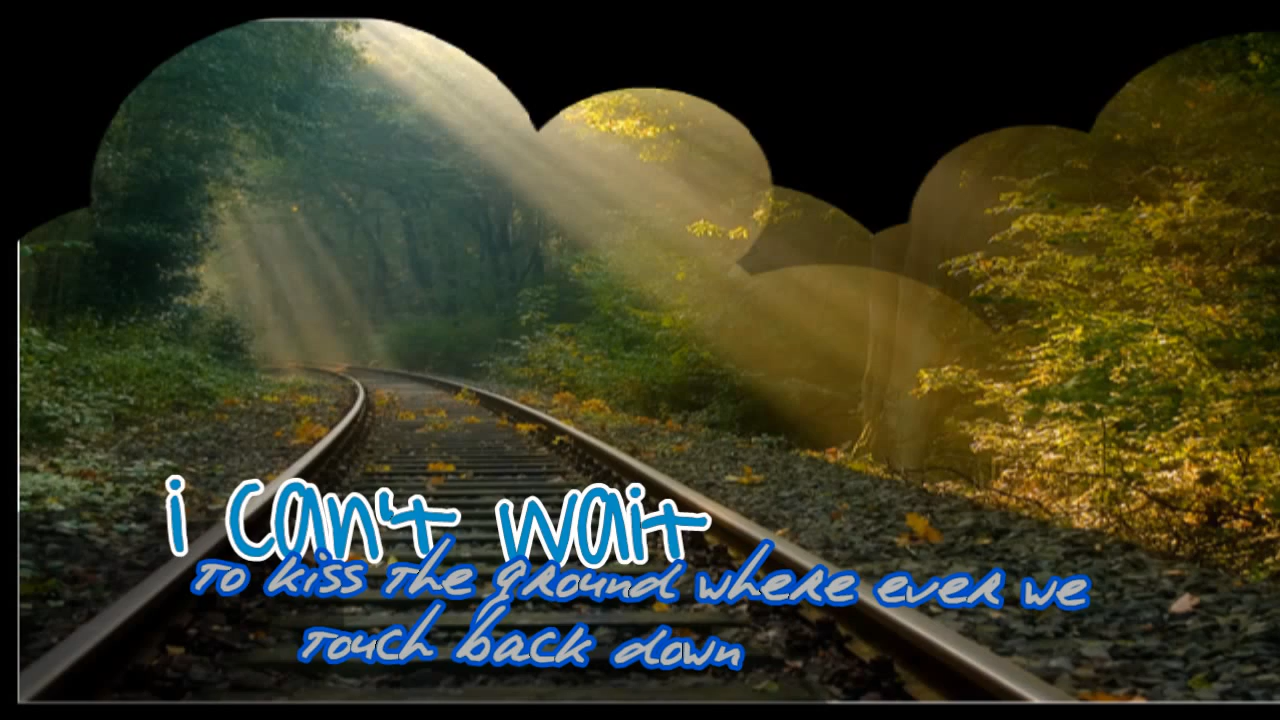 i can't wait
to kiss the ground where ever we
touch back down